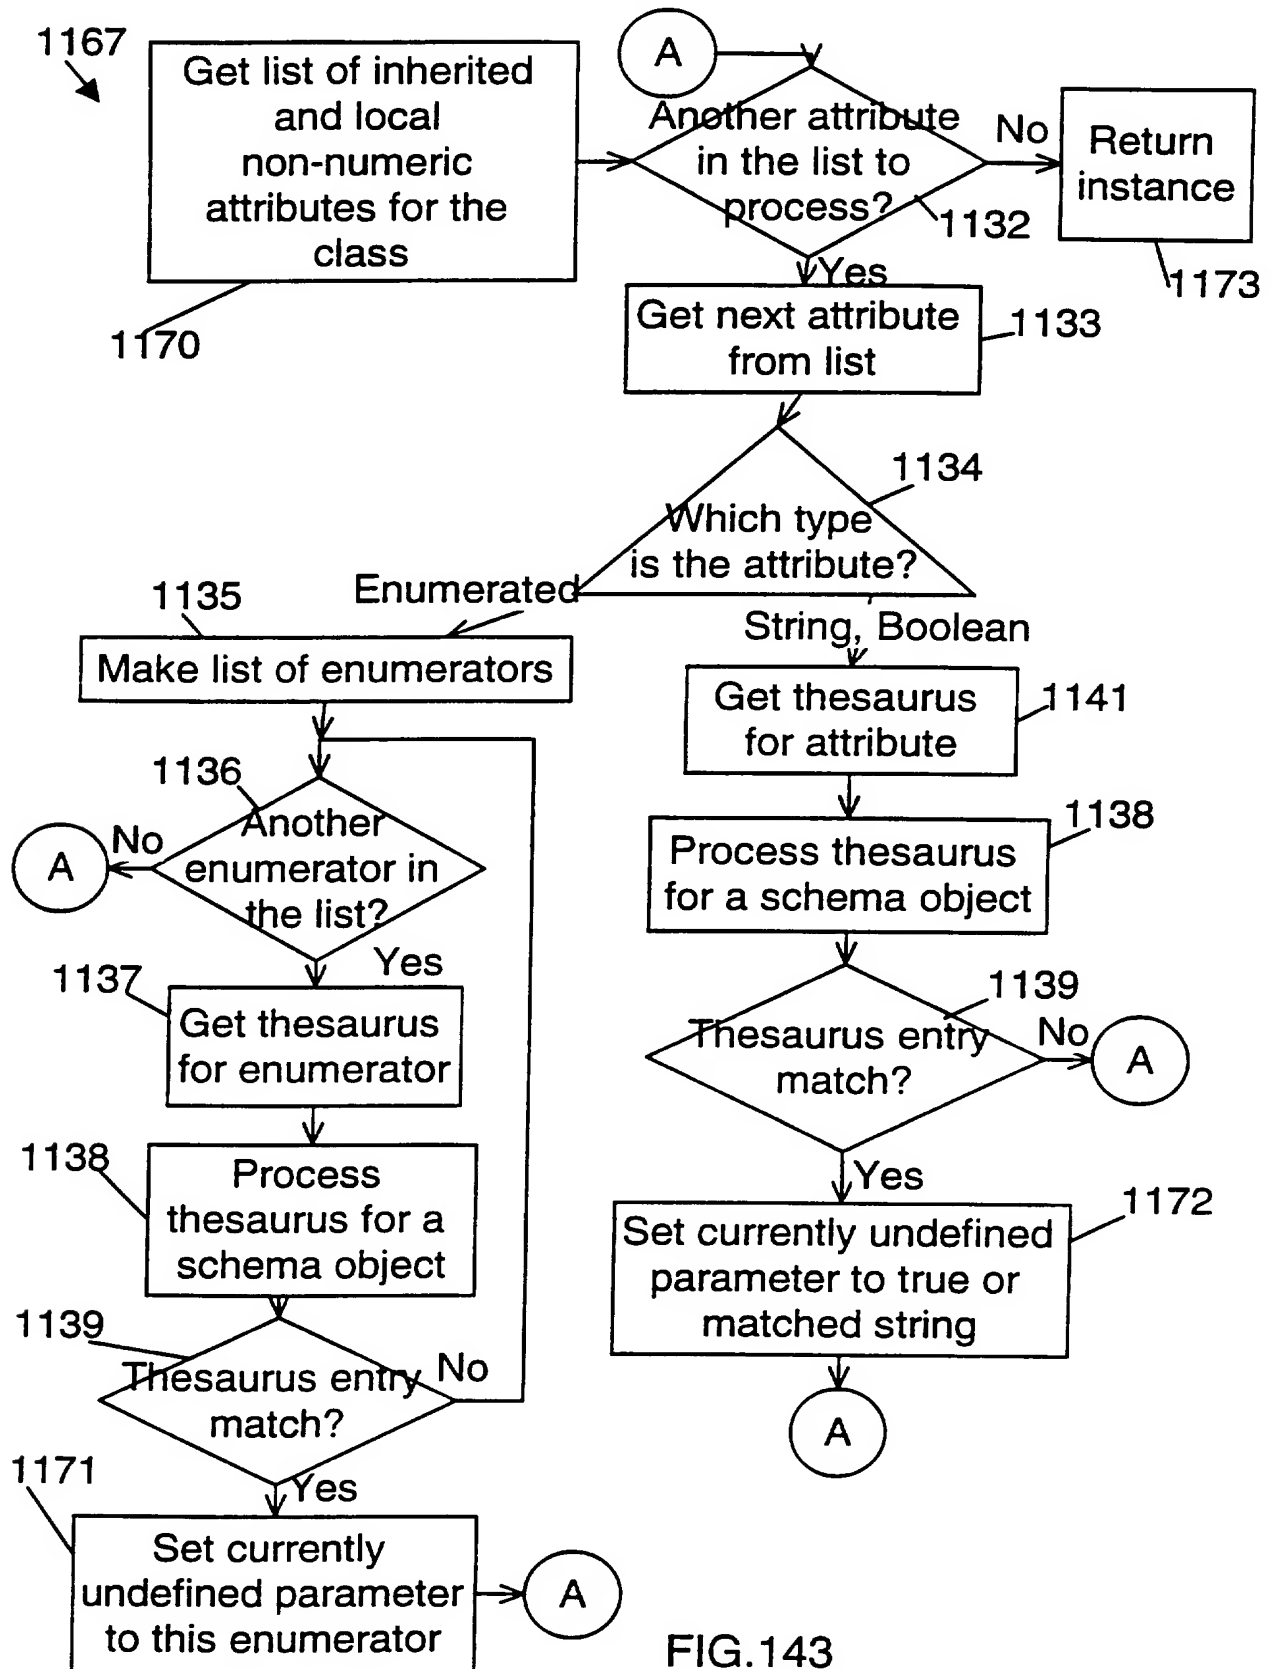 1167
Get list of inherited
and local
non-numeric
attributes for the
class
1170
A
Another attribute
in the list to
process?
1132
No
Return
instance
1173
Yes
Get next attribute
from list
1133
Which type
is the attribute?
1134
Enumerated
String, Boolean
1135
Make list of enumerators
1136
Another
enumerator in
the list?
No
A
Yes
1137
Get thesaurus
for enumerator
1138
Process
thesaurus for a
schema object
1139
Thesaurus entry
match?
No
Yes
1171
Set currently
undefined parameter
to this enumerator
A
Get thesaurus
for attribute
1141
Process thesaurus
for a schema object
1138
Thesaurus entry
match?
1139
No
A
Yes
Set currently undefined
parameter to true or
matched string
1172
A
FIG.143